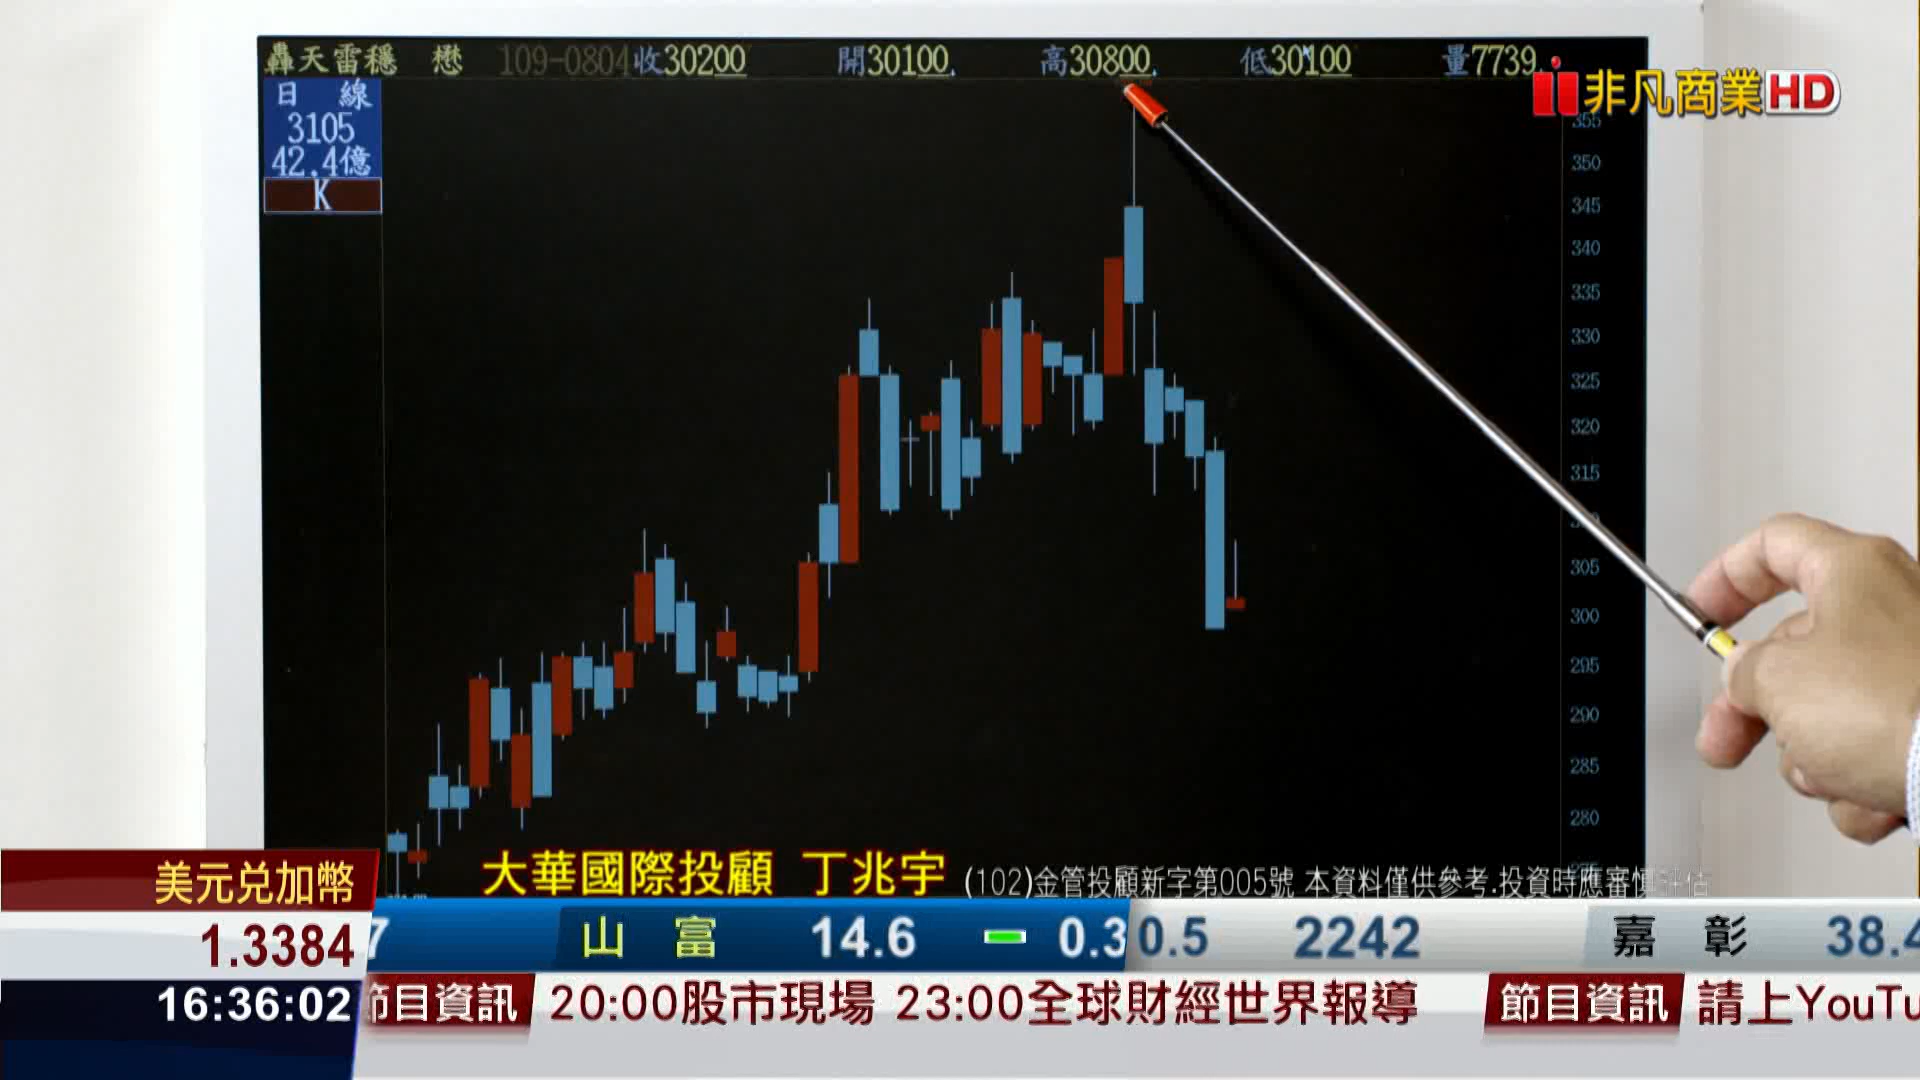 轟天雷穩 懋 109-0804收30200 開30100 高30800 低30100 量7739
非凡商業HD
日 線
3105
42.4億
K
355
350
345
340
335
330
325
320
315
305
300
295
290
285
280
大華國際投顧 丁兆宇 (102)金管投顧新字第005號 本資料僅供參考.投資時應審慎評估
美元兌加幣
1.3384
7 山 富 14.6 0.3 0.5 2242 嘉 彰 38.4
16:36:02
節目資訊 20:00股市現場 23:00全球財經世界報導 節目資訊 請上YouTu